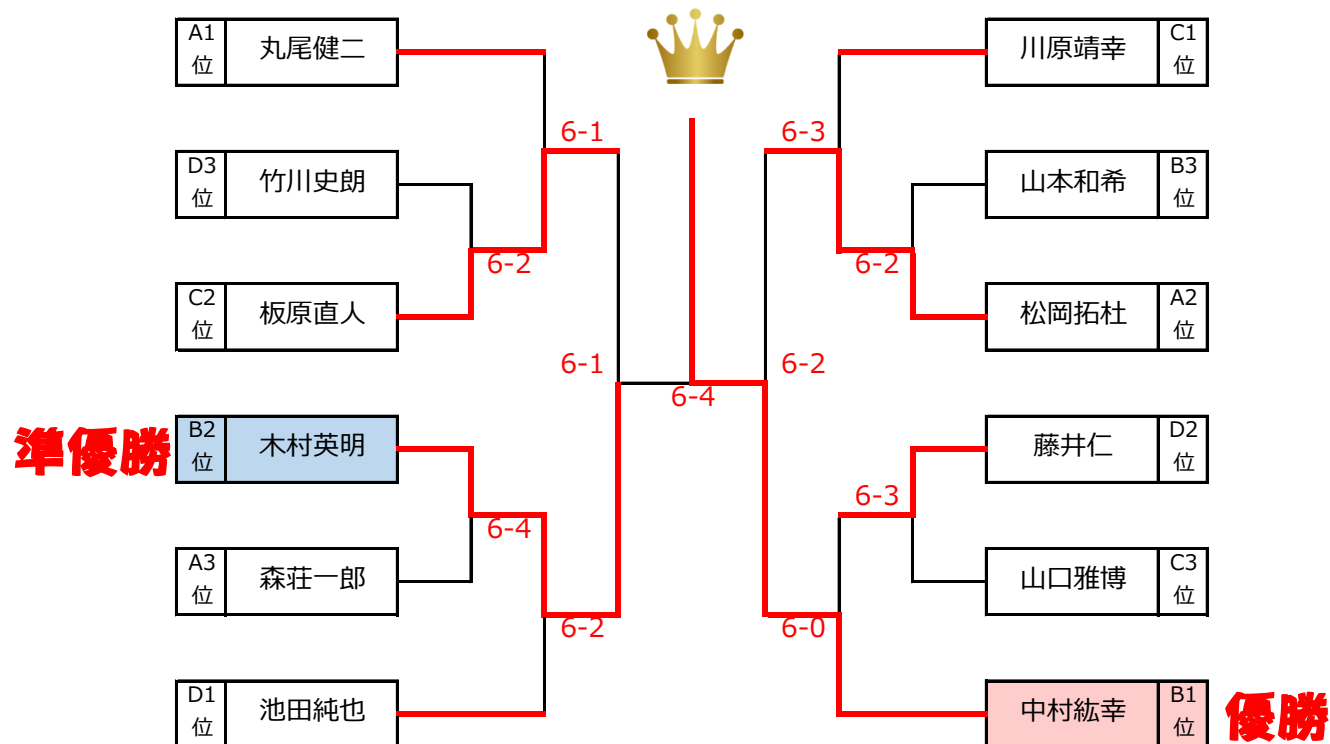 A1位 丸尾健二
D3位 竹川史朗
C2位 板原直人
準優勝
B2位 木村英明
A3位 森荘一郎
D1位 池田純也
6-1
6-2
6-1
6-4
6-2
6-4
6-3
6-2
6-2
6-3
6-0
川原靖幸 C1位
山本和希 B3位
松岡拓杜 A2位
藤井仁 D2位
山口雅博 C3位
中村紘幸 B1位
優勝